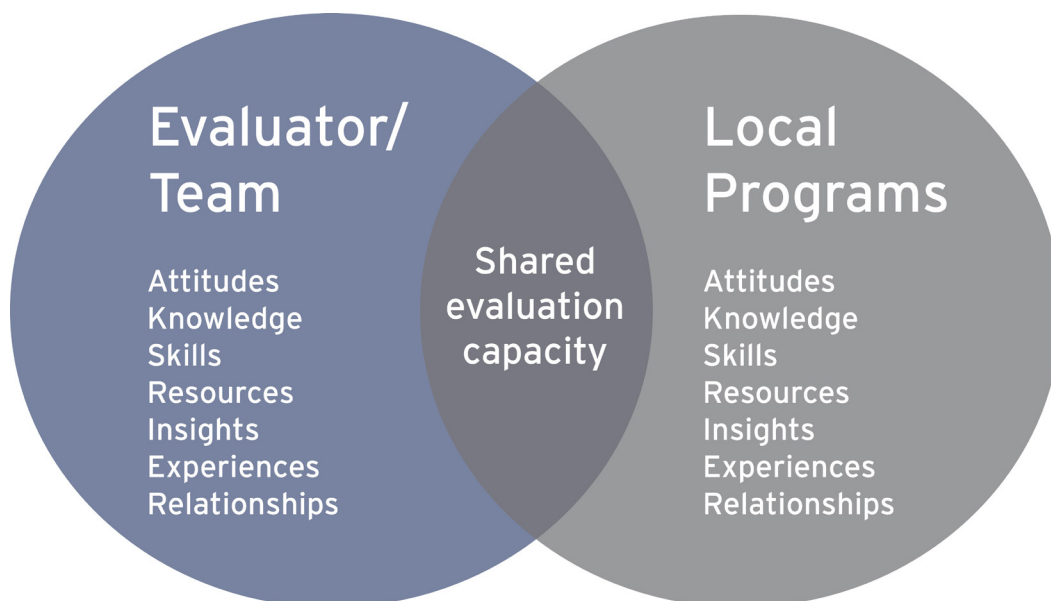 Evaluator/
Team
Attitudes
Knowledge
Skills
Resources
Insights
Experiences
Relationships
Shared
evaluation
capacity
Local
Programs
Attitudes
Knowledge
Skills
Resources
Insights
Experiences
Relationships